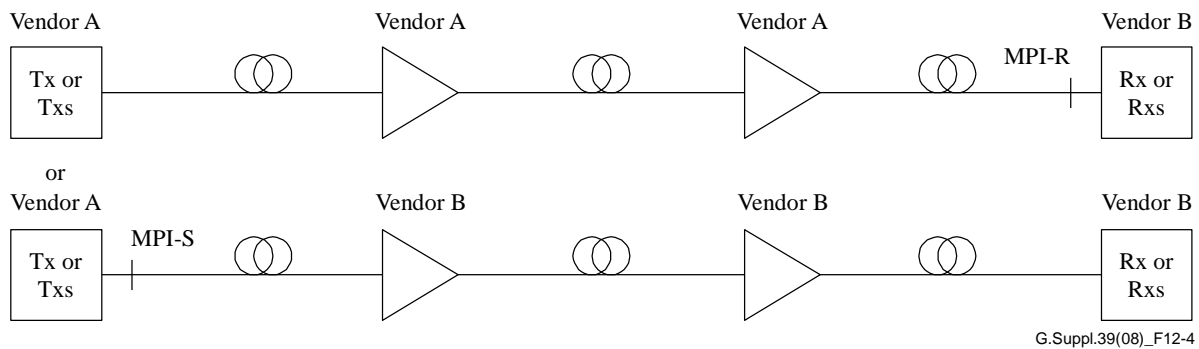 Vendor A
Vendor A
Vendor A
Vendor B
Tx or
Txs
MPI-R
Rx or
Rxs
or
Vendor A
Vendor B
Vendor B
Vendor B
Tx or
Txs
MPI-S
Rx or
Rxs
G.Suppl.39(08)_F12-4